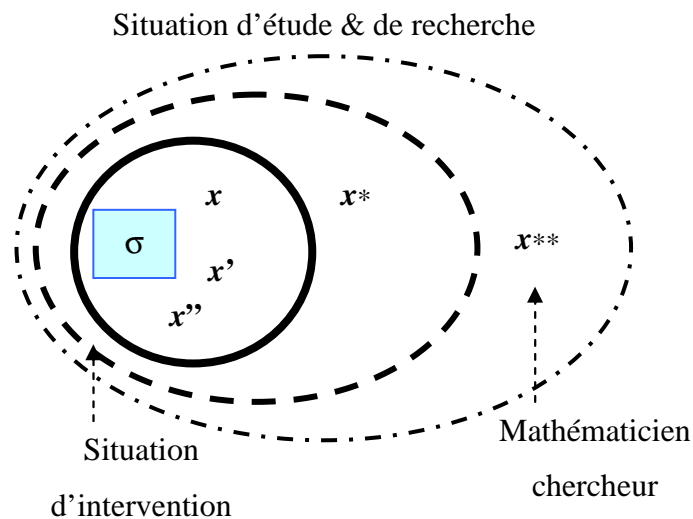 Situation d’étude & de recherche
x
x*
σ
x**
x’
x’’
Situation
d’intervention
Mathématicien
chercheur